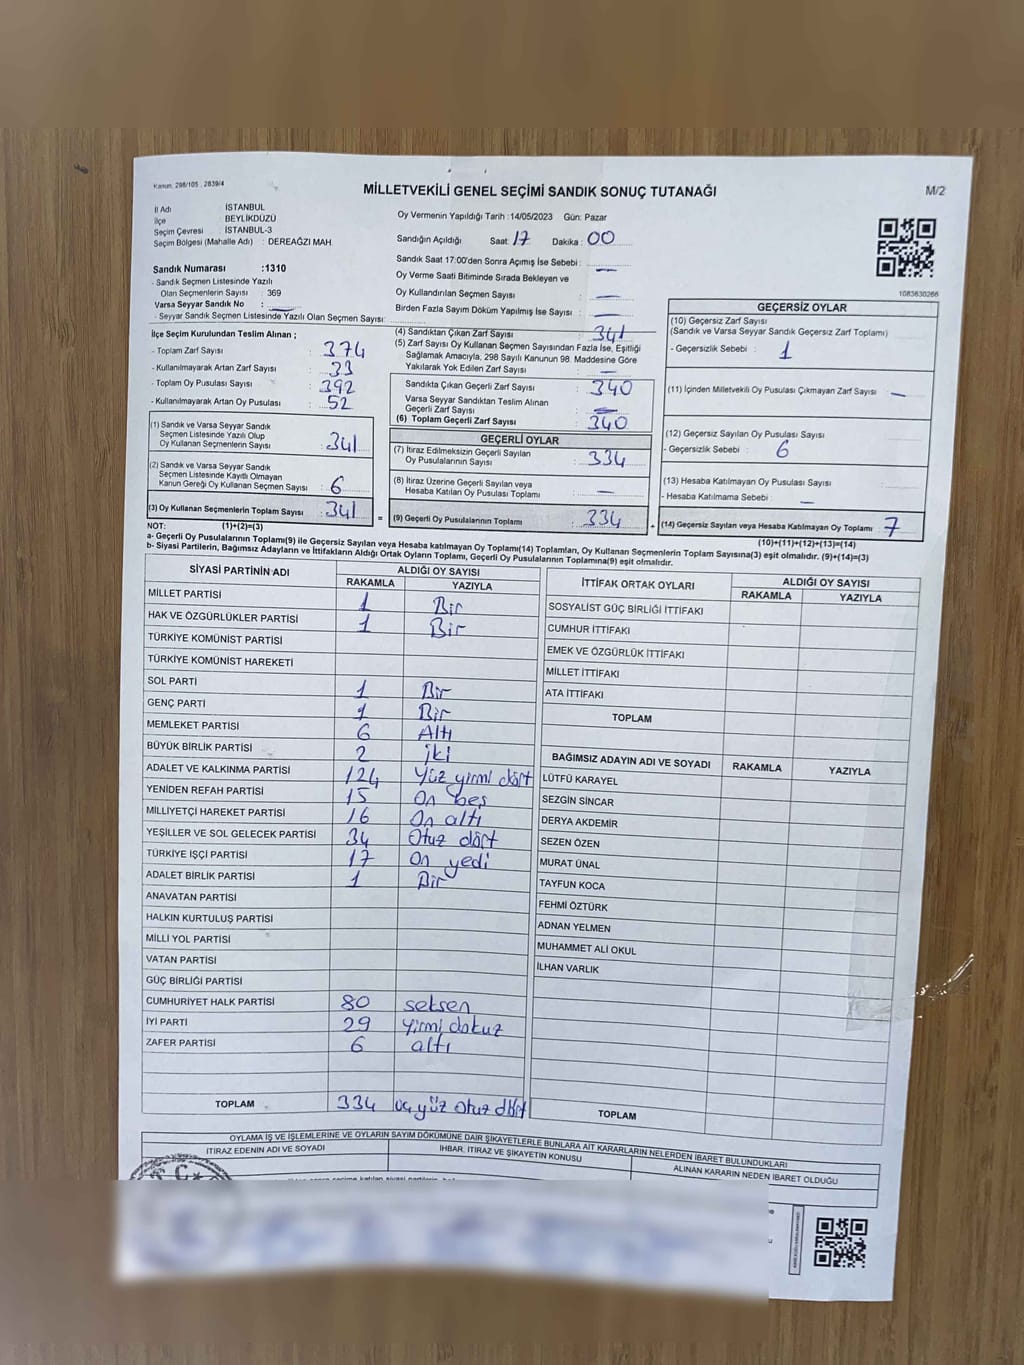 Kanun. 298/105 , 2839/4
MİLLETVEKİLİ GENEL SEÇİMİ SANDIK SONUÇ TUTANAĞI
M/2
İl Adı : İSTANBUL
İlçe : BEYLİKDÜZÜ
Seçim Çevresi : İSTANBUL-3
Seçim Bölgesi (Mahalle Adı) : DEREAĞZI MAH.
Oy Vermenin Yapıldığı Tarih :14/05/2023 Gün: Pazar
Sandığın Açıldığı Saat: 17 Dakika: 00
Sandık Saat 17:00'den Sonra Açımış İse Sebebi : —
Oy Verme Saati Bitiminde Sırada Bekleyen ve
Oy Kullandırılan Seçmen Sayısı : —
Birden Fazla Sayım Döküm Yapılmış İse Sayısı : —
1083630266
Sandık Numarası :1310
- Sandık Seçmen Listesinde Yazılı
Olan Seçmenlerin Sayısı : 369
Varsa Seyyar Sandık No : —
- Seyyar Sandık Seçmen Listesinde Yazılı Olan Seçmen Sayısı:
İlçe Seçim Kurulundan Teslim Alınan ;
- Toplam Zarf Sayısı : 374
- Kullanılmayarak Artan Zarf Sayısı : 33
- Toplam Oy Pusulası Sayısı : 392
- Kullanılmayarak Artan Oy Pusulası : 52
(1) Sandık ve Varsa Seyyar Sandık
Seçmen Listesinde Yazılı Olup
Oy Kullanan Seçmenlerin Sayısı : 341
(2) Sandık ve Varsa Seyyar Sandık
Seçmen Listesinde Kayıtlı Olmayan
Kanun Gereği Oy Kullanan Seçmen Sayısı : 6
(3) Oy Kullanan Seçmenlerin Toplam Sayısı : 341
(1)+(2)=(3)
(4) Sandıktan Çıkan Zarf Sayısı : 341
(5) Zarf Sayısı Oy Kullanan Seçmen Sayısından Fazla İse, Eşitliği
Sağlamak Amacıyla, 298 Sayılı Kanunun 98. Maddesine Göre
Yakılarak Yok Edilen Zarf Sayısı : —
Sandıkta Çıkan Geçerli Zarf Sayısı : 340
Varsa Seyyar Sandıktan Teslim Alınan
Geçerli Zarf Sayısı : —
(6) Toplam Geçerli Zarf Sayısı : 340
GEÇERLİ OYLAR
(7) İtiraz Edilmeksizin Geçerli Sayılan
Oy Pusulalarının Sayısı : 334
(8) İtiraz Üzerine Geçerli Sayılan veya
Hesaba Katılan Oy Pusulası Toplamı : —
= (9) Geçerli Oy Pusulalarının Toplamı : 334 +
GEÇERSİZ OYLAR
(10) Geçersiz Zarf Sayısı
(Sandık ve Varsa Seyyar Sandık Geçersiz Zarf Toplamı)
- Geçersizlik Sebebi : 1
(11) İçinden Milletvekili Oy Pusulası Çıkmayan Zarf Sayısı : —
(12) Geçersiz Sayılan Oy Pusulası Sayısı
- Geçersizlik Sebebi : 6
(13) Hesaba Katılmayan Oy Pusulası Sayısı
- Hesaba Katılmama Sebebi : —
(14) Geçersiz Sayılan veya Hesaba Katılmayan Oy Toplamı : 7
(10)+(11)+(12)+(13)=(14)
NOT:
a- Geçerli Oy Pusulalarının Toplamı(9) ile Geçersiz Sayılan veya Hesaba katılmayan Oy Toplamı(14) Toplamları, Oy Kullanan Seçmenlerin Toplam Sayısına(3) eşit olmalıdır. (9)+(14)=(3)
b- Siyasi Partilerin, Bağımsız Adayların ve İttifakların Aldığı Ortak Oyların Toplamı, Geçerli Oy Pusulalarının Toplamına(9) eşit olmalıdır.
SİYASİ PARTİNİN ADI ALDIĞI OY SAYISI
RAKAMLA YAZIYLA
MİLLET PARTİSİ 1 Bir
HAK VE ÖZGÜRLÜKLER PARTİSİ 1 Bir
TÜRKİYE KOMÜNİST PARTİSİ
TÜRKİYE KOMÜNİST HAREKETİ
SOL PARTİ 1 Bir
GENÇ PARTİ 1 Bir
MEMLEKET PARTİSİ 6 Altı
BÜYÜK BİRLİK PARTİSİ 2 iki
ADALET VE KALKINMA PARTİSİ 124 Yüz yirmi dört
YENİDEN REFAH PARTİSİ 15 On beş
MİLLİYETÇİ HAREKET PARTİSİ 16 On altı
YEŞİLLER VE SOL GELECEK PARTİSİ 34 Otuz dört
TÜRKİYE İŞÇİ PARTİSİ 17 On yedi
ADALET BİRLİK PARTİSİ 1 Bir
ANAVATAN PARTİSİ
HALKIN KURTULUŞ PARTİSİ
MİLLİ YOL PARTİSİ
VATAN PARTİSİ
GÜÇ BİRLİĞİ PARTİSİ
CUMHURİYET HALK PARTİSİ 80 seksen
İYİ PARTİ 29 Yirmi dokuz
ZAFER PARTİSİ 6 altı
TOPLAM 334 üç yüz otuz dört
İTTİFAK ORTAK OYLARI ALDIĞI OY SAYISI
RAKAMLA YAZIYLA
SOSYALİST GÜÇ BİRLİĞİ İTTİFAKI
CUMHUR İTTİFAKI
EMEK VE ÖZGÜRLÜK İTTİFAKI
MİLLET İTTİFAKI
ATA İTTİFAKI
TOPLAM
BAĞIMSIZ ADAYIN ADI VE SOYADI RAKAMLA YAZIYLA
LÜTFÜ KARAYEL
SEZGİN SİNCAR
DERYA AKDEMİR
SEZEN ÖZEN
MURAT ÜNAL
TAYFUN KOCA
FEHMİ ÖZTÜRK
ADNAN YELMEN
MUHAMMET ALİ OKUL
İLHAN VARLIK
TOPLAM
OYLAMA İŞ VE İŞLEMLERİNE VE OYLARIN SAYIM DÖKÜMÜNE DAİR ŞİKAYETLERLE BUNLARA AİT KARARLARIN NELERDEN İBARET BULUNDUKLARI
İTİRAZ EDENİN ADI VE SOYADI
İHBAR, İTİRAZ VE ŞİKAYETİN KONUSU
ALINAN KARARIN NEDEN İBARET OLDUĞU